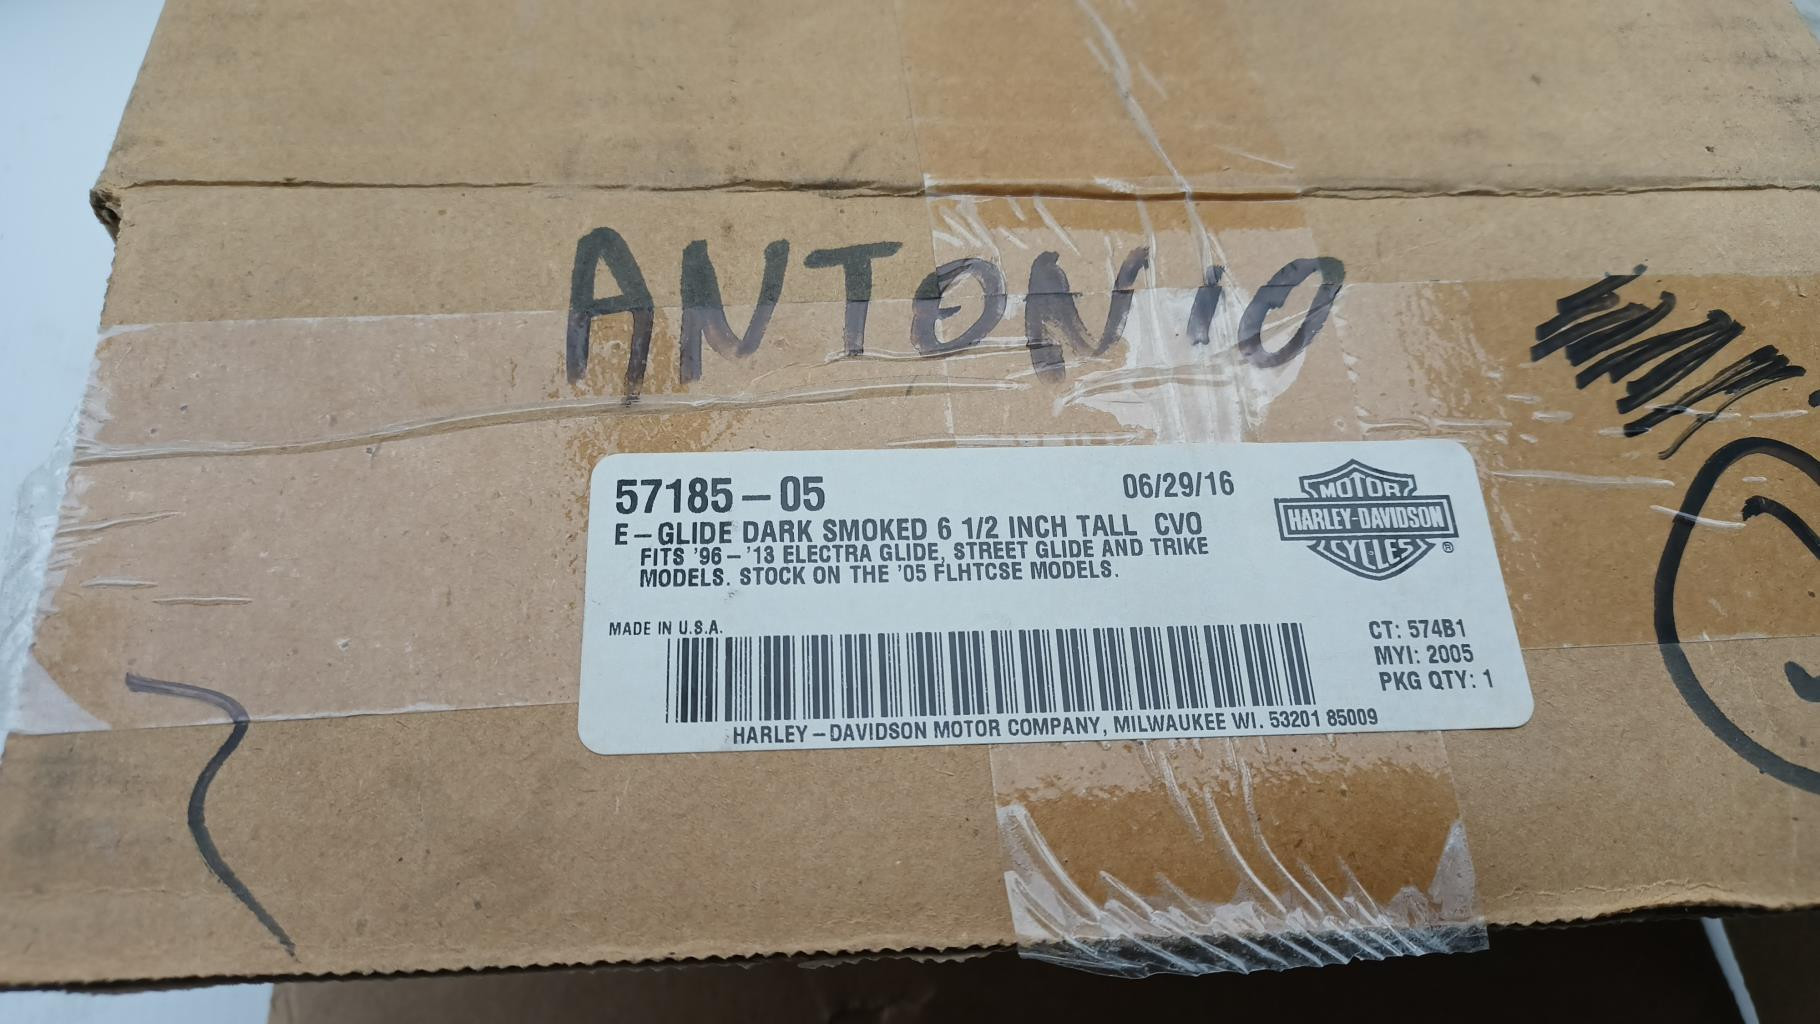 ANTONIO
57185-05 06/29/16
E-GLIDE DARK SMOKED 6 1/2 INCH TALL CVO
FITS '96-'13 ELECTRA GLIDE, STREET GLIDE AND TRIKE
MODELS. STOCK ON THE '05 FLHTCSE MODELS.
MOTOR
HARLEY-DAVIDSON
CYCLES
®
MADE IN U.S.A.
CT: 574B1
MYI: 2005
PKG QTY: 1
HARLEY-DAVIDSON MOTOR COMPANY, MILWAUKEE WI. 53201 85009